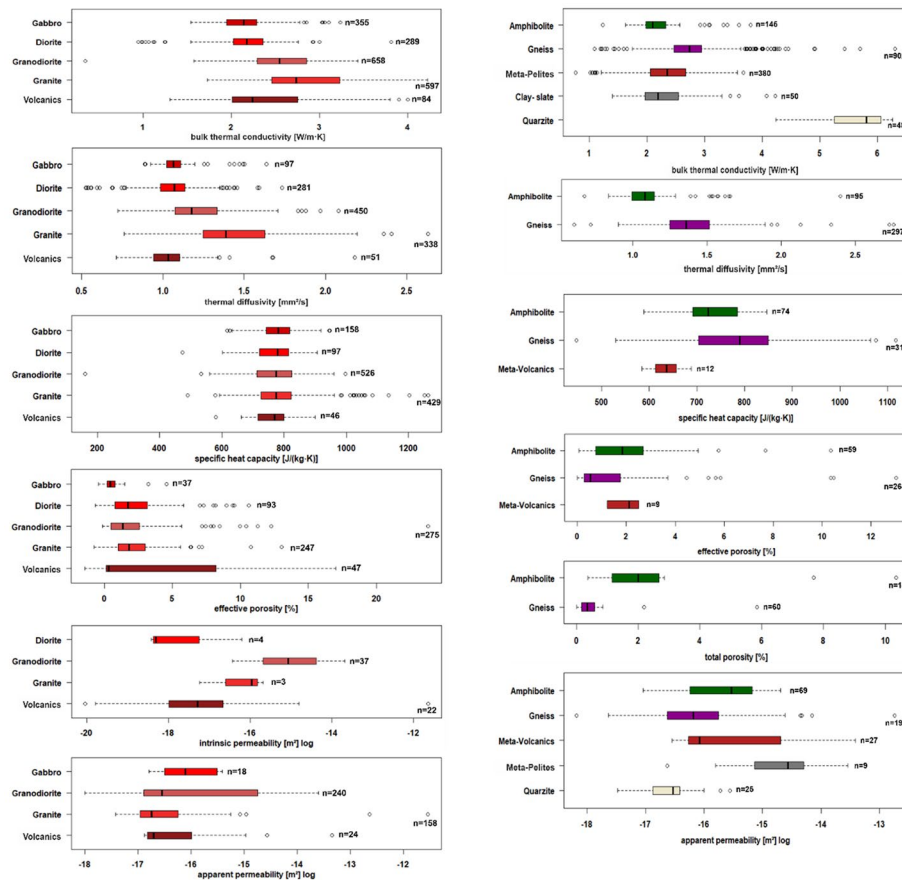 Gabbro
n=355
Diorite
n=289
Granodiorite
n=658
Granite
n=597
Volcanics
n=84
1 2 3 4
bulk thermal conductivity [W/m·K]
Gabbro
n=97
Diorite
n=281
Granodiorite
n=450
Granite
n=338
Volcanics
n=51
0.5 1.0 1.5 2.0 2.5
thermal diffusivity [mm²/s]
Gabbro
n=158
Diorite
n=97
Granodiorite
n=526
Granite
n=429
Volcanics
n=46
200 400 600 800 1000 1200
specific heat capacity [J/(kg·K)]
Gabbro
n=37
Diorite
n=93
Granodiorite
n=275
Granite
n=247
Volcanics
n=47
0 5 10 15 20
effective porosity [%]
Diorite
n=4
Granodiorite
n=37
Granite
n=3
Volcanics
n=22
-20 -18 -16 -14 -12
intrinsic permeability [m²] log
Gabbro
n=18
Granodiorite
n=240
Granite
n=158
Volcanics
n=24
-18 -17 -16 -15 -14 -13 -12
apparent permeability [m²] log
Amphibolite
n=146
Gneiss
n=90
Meta-Pelites
n=380
Clay- slate
n=50
Quarzite
1 2 3 4 5 6
bulk thermal conductivity [W/m·K]
Amphibolite
n=95
Gneiss
n=297
1.0 1.5 2.0 2.5
thermal diffusivity [mm²/s]
Amphibolite
n=74
Gneiss
n=31
Meta-Volcanics
n=12
500 600 700 800 900 1000 1100
specific heat capacity [J/(kg·K)]
Amphibolite
n=59
Gneiss
n=26
Meta-Volcanics
n=9
0 2 4 6 8 10 12
effective porosity [%]
Amphibolite
n=1
Gneiss
n=60
0 2 4 6 8 10
total porosity [%]
Amphibolite
n=69
Gneiss
n=19
Meta-Volcanics
n=27
Meta-Pelites
n=9
Quarzite
n=25
-18 -17 -16 -15 -14 -13
apparent permeability [m²] log